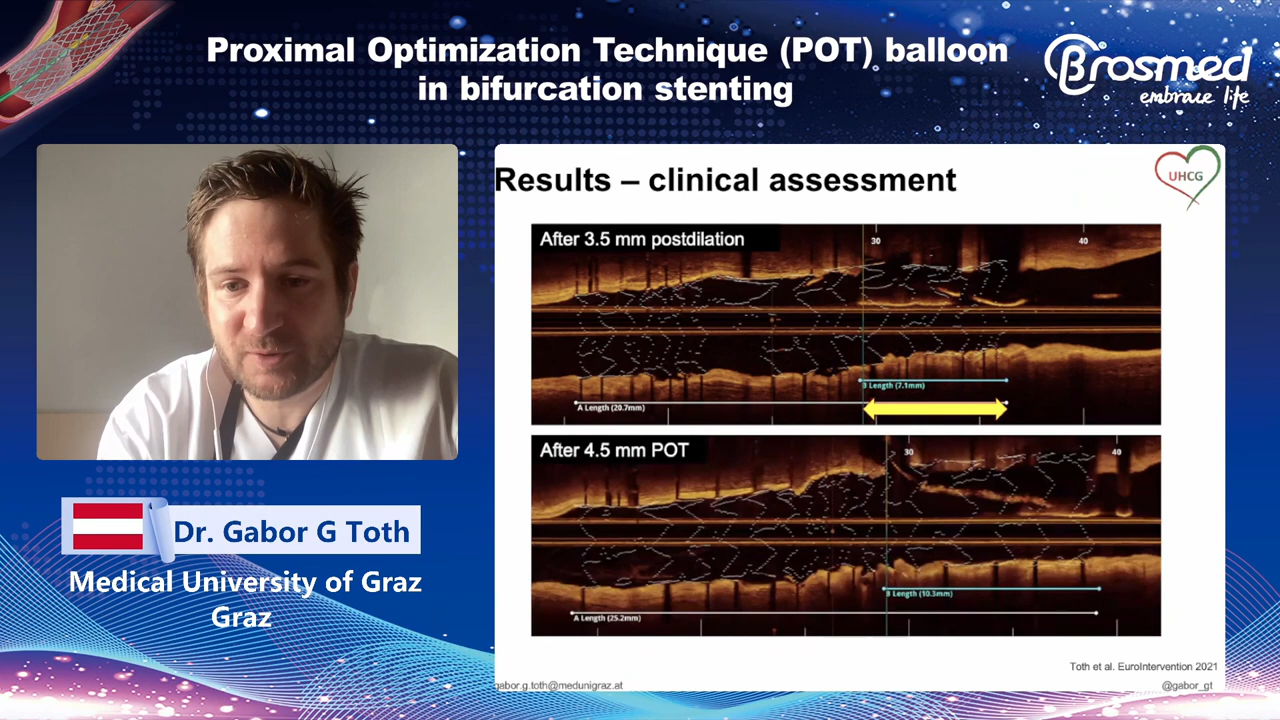 Proximal Optimization Technique (POT) balloon
in bifurcation stenting
Brosmed
embrace life
Results – clinical assessment
UHCG
After 3.5 mm postdilation
30
40
B Length (7.1mm)
A Length (20.7mm)
After 4.5 mm POT
30
40
B Length (10.3mm)
A Length (25.2mm)
Toth et al. EuroIntervention 2021
gabor.g.toth@medunigraz.at
@gabor_gt
Dr. Gabor G Toth
Medical University of Graz
Graz